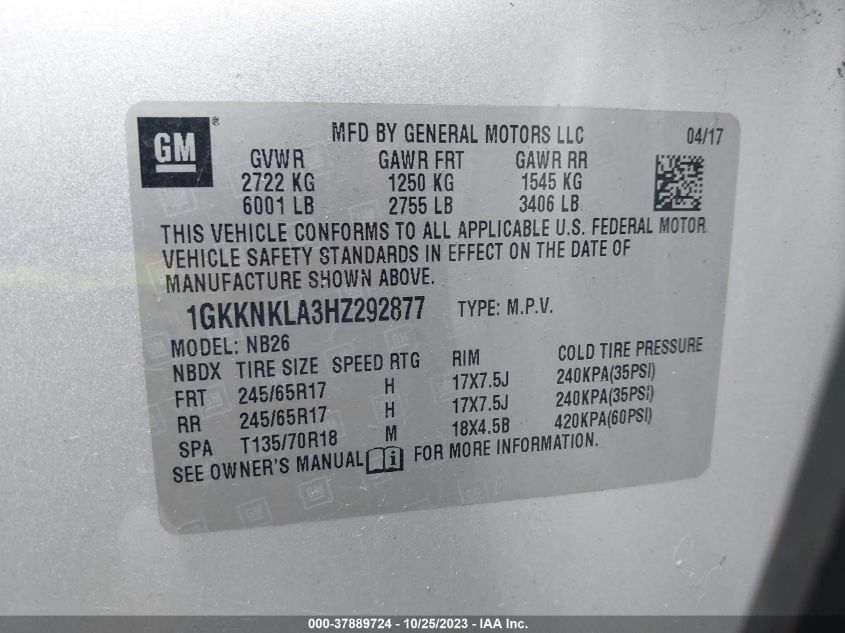 GM®
MFD BY GENERAL MOTORS LLC 04/17
GVWR GAWR FRT GAWR RR
2722 KG 1250 KG 1545 KG
6001 LB 2755 LB 3406 LB
THIS VEHICLE CONFORMS TO ALL APPLICABLE U.S. FEDERAL MOTOR
VEHICLE SAFETY STANDARDS IN EFFECT ON THE DATE OF
MANUFACTURE SHOWN ABOVE.
1GKKNKLA3HZ292877 TYPE: M.P.V.
MODEL: NB26
NBDX TIRE SIZE SPEED RTG RIM COLD TIRE PRESSURE
FRT 245/65R17 H 17X7.5J 240KPA(35PSI)
RR 245/65R17 H 17X7.5J 240KPA(35PSI)
SPA T135/70R18 M 18X4.5B 420KPA(60PSI)
SEE OWNER'S MANUAL i FOR MORE INFORMATION.
000-37889724 - 10/25/2023 - IAA Inc.